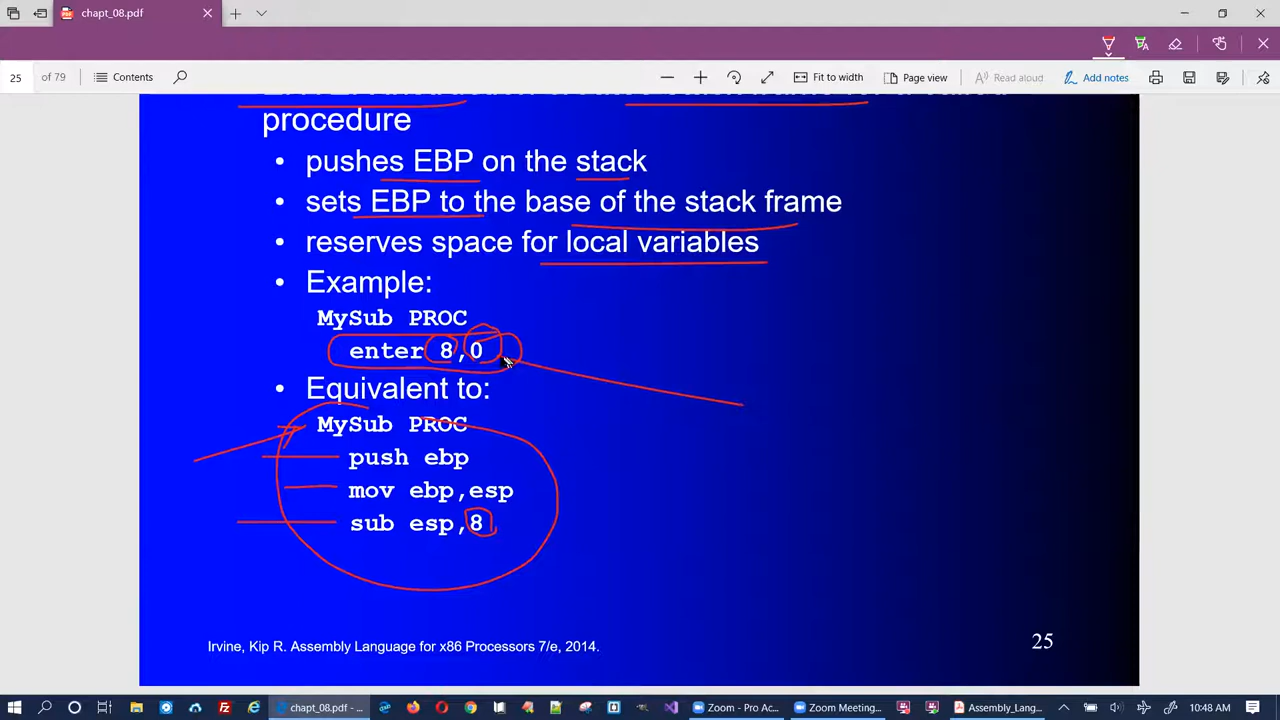 chapt_08.pdf
25 of 79 Contents Fit to width Page view Read aloud Add notes
procedure
• pushes EBP on the stack
• sets EBP to the base of the stack frame
• reserves space for local variables
• Example:
MySub PROC
enter 8,0
• Equivalent to:
MySub PROC
push ebp
mov ebp,esp
sub esp,8
Irvine, Kip R. Assembly Language for x86 Processors 7/e, 2014.
25
chapt_08.pdf Zoom - Pro Ac... Zoom Meeting... Assembly_Lang... 10:48 AM